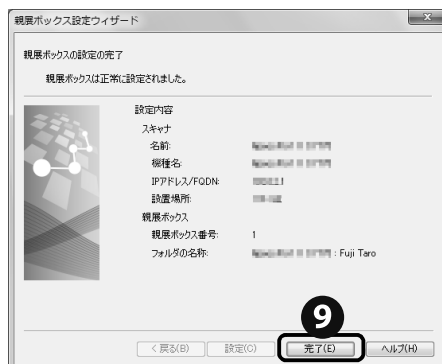 親展ボックス設定ウィザード
親展ボックスの設定の完了
親展ボックスは正常に設定されました。
設定内容
スキャナ
名前:
機種名:
IPアドレス/FQDN:
設置場所:
親展ボックス
親展ボックス番号: 1
フォルダの名称: : Fuji Taro
9
< 戻る(B) 設定(C) 完了(E) ヘルプ(H)